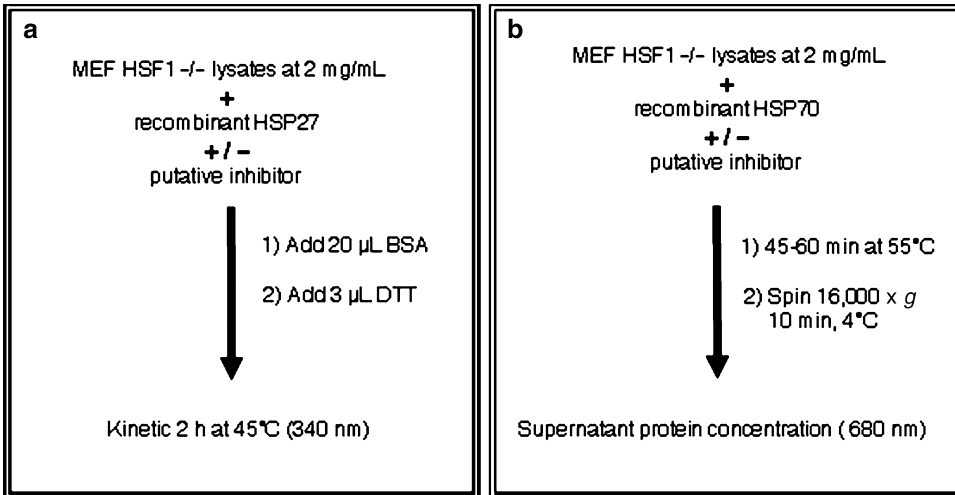 a
MEF HSF1 -/- lysates at 2 mg/mL
+
recombinant HSP27
+ / −
putative inhibitor
1) Add 20 µL BSA
2) Add 3 µL DTT
Kinetic 2 h at 45°C (340 nm)
b
MEF HSF1 -/- lysates at 2 mg/mL
+
recombinant HSP70
+ / −
putative inhibitor
1) 45-60 min at 55°C
2) Spin 16,000 x g
10 min, 4°C
Supernatant protein concentration ( 680 nm)